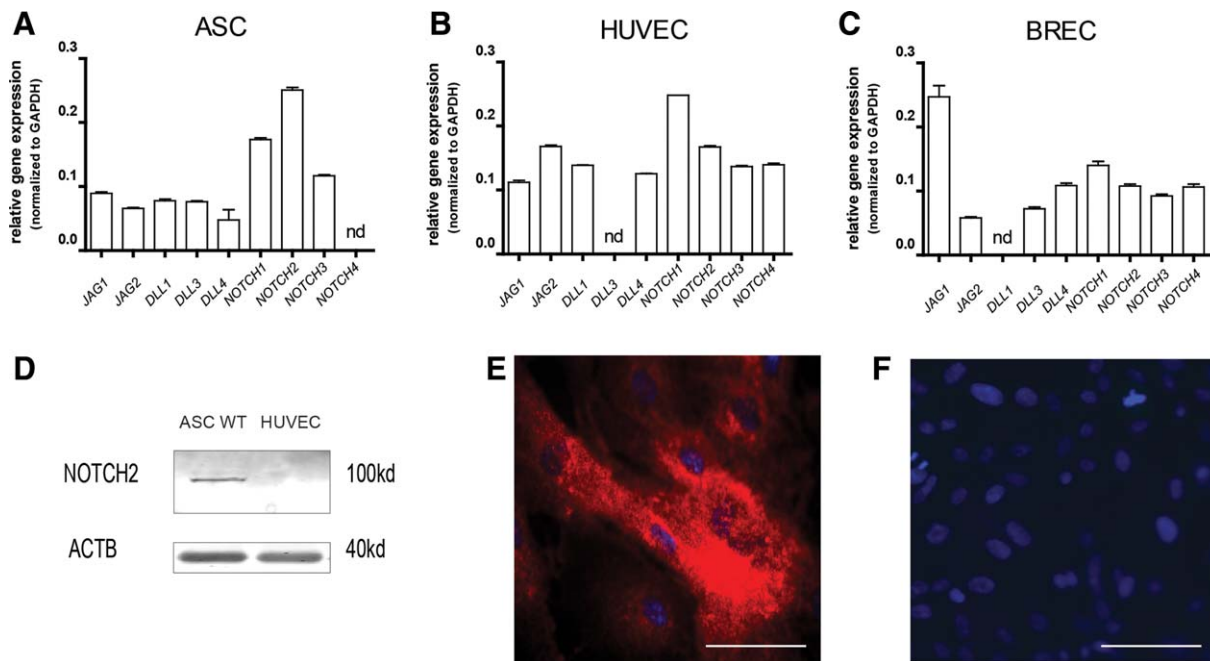 A
ASC
relative gene expression
(normalized to GAPDH)
0.3
0.2
0.1
0.0
nd
JAG1
JAG2
DLL1
DLL3
DLL4
NOTCH1
NOTCH2
NOTCH3
NOTCH4
B
HUVEC
relative gene expression
(normalized to GAPDH)
0.3
0.2
0.1
0.0
nd
JAG1
JAG2
DLL1
DLL3
DLL4
NOTCH1
NOTCH2
NOTCH3
NOTCH4
C
BREC
relative gene expression
(normalized to GAPDH)
0.3
0.2
0.1
0.0
nd
JAG1
JAG2
DLL1
DLL3
DLL4
NOTCH1
NOTCH2
NOTCH3
NOTCH4
D
ASC WT HUVEC
NOTCH2 100kd
ACTB 40kd
E
F